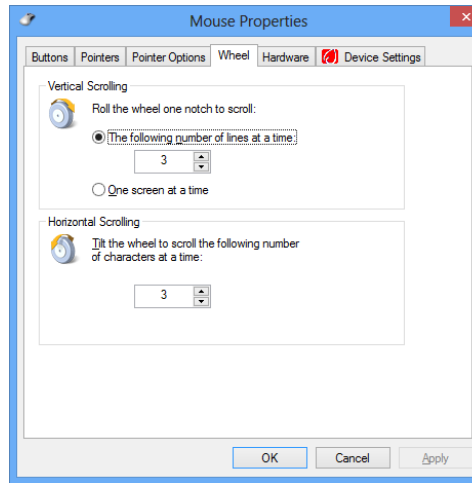 Mouse Properties
Buttons Pointers Pointer Options Wheel Hardware Device Settings
Vertical Scrolling
Roll the wheel one notch to scroll:
The following number of lines at a time:
3
One screen at a time
Horizontal Scrolling
Tilt the wheel to scroll the following number
of characters at a time:
3
OK Cancel Apply